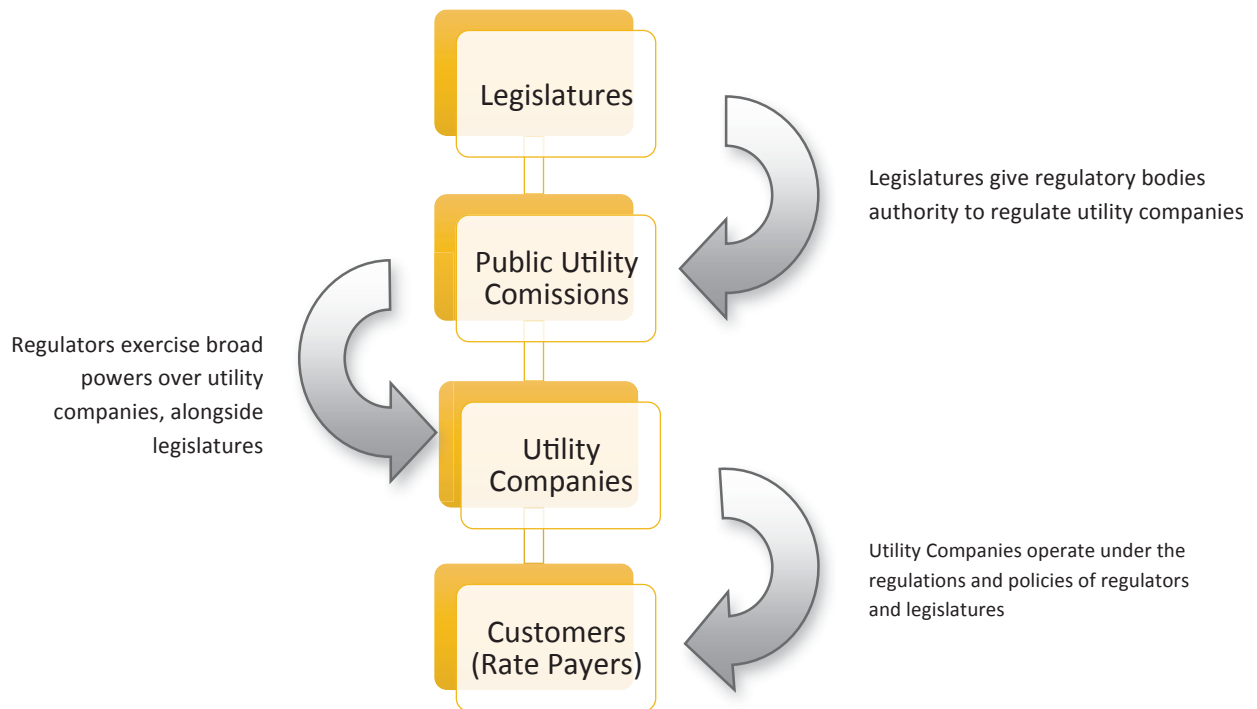 Legislatures
Legislatures give regulatory bodies
authority to regulate utility companies
Public Utility
Comissions
Regulators exercise broad
powers over utility
companies, alongside
legislatures
Utility
Companies
Utility Companies operate under the
regulations and policies of regulators
and legislatures
Customers
(Rate Payers)